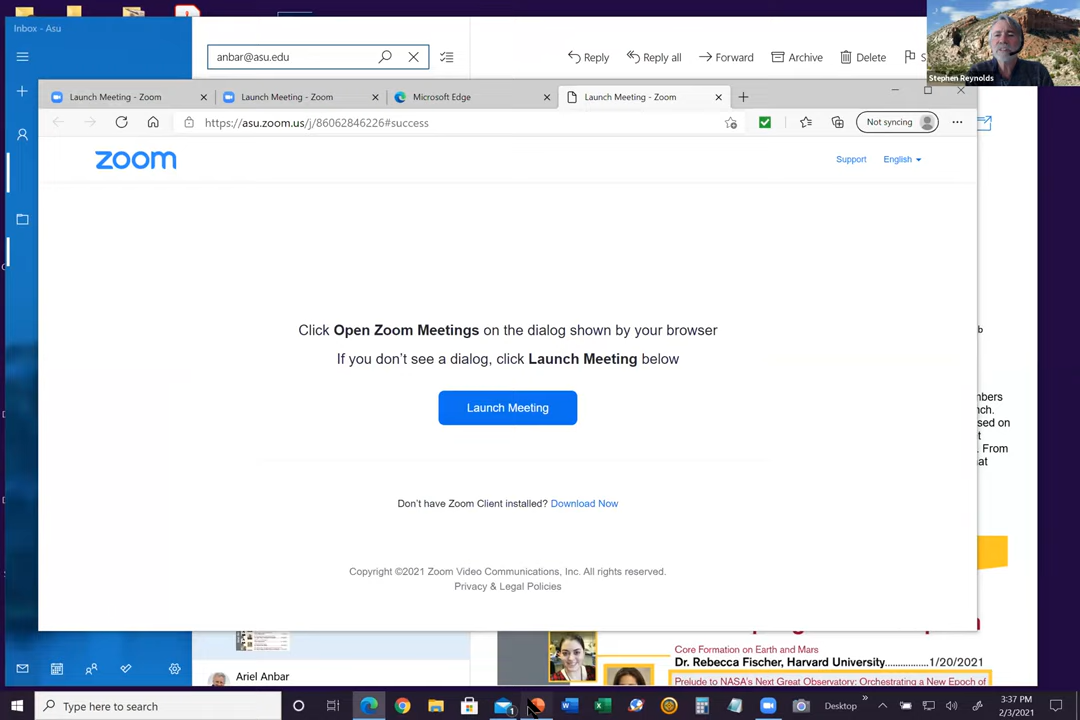 Inbox - Asu
anbar@asu.edu
Reply
Reply all
Forward
Archive
Delete
Stephen Reynolds
Launch Meeting - Zoom
Launch Meeting - Zoom
Microsoft Edge
Launch Meeting - Zoom
https://asu.zoom.us/j/86062846226#success
Not syncing
zoom
Support
English
Click Open Zoom Meetings on the dialog shown by your browser
If you don't see a dialog, click Launch Meeting below
Launch Meeting
Don't have Zoom Client installed? Download Now
Copyright ©2021 Zoom Video Communications, Inc. All rights reserved.
Privacy & Legal Policies
sed on
. From
Ariel Anbar
Core Formation on Earth and Mars
Dr. Rebecca Fischer, Harvard University..................1/20/2021
Prelude to NASA's Next Great Observatory: Orchestrating a New Epoch of
Type here to search
1
Desktop
3:37 PM
2/3/2021